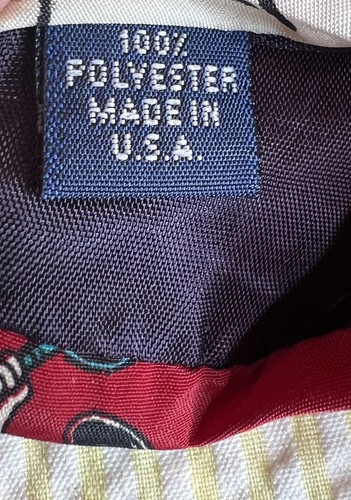 100%
POLYESTER
MADE IN
U.S.A.